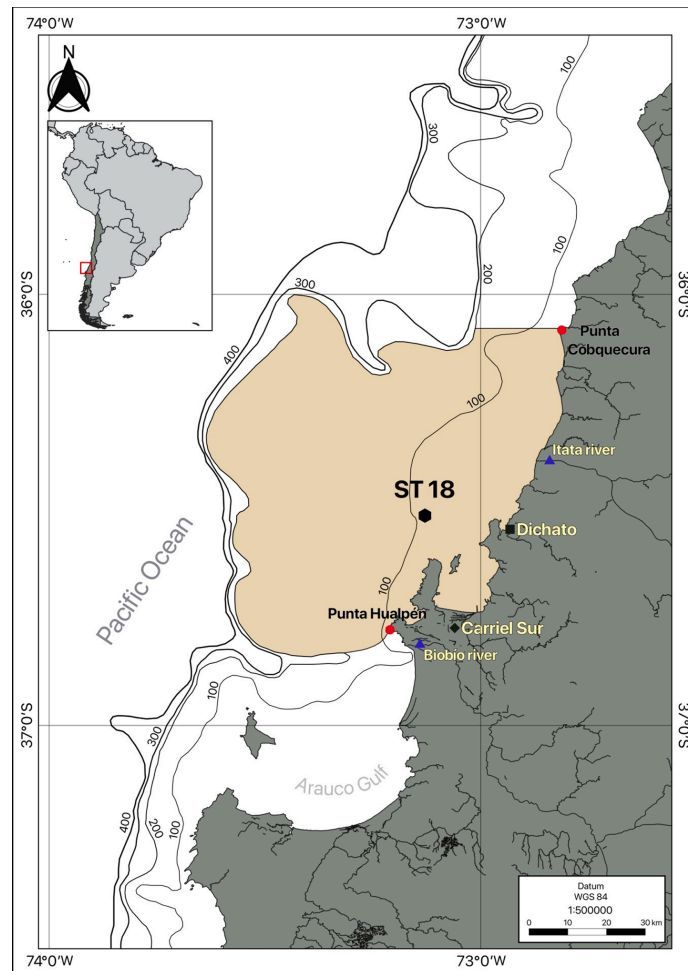 74°0'W
73°0'W
N
100
300
100
36°0'S
36°0'S
200
300
400
Punta
Cobquecura
100
Itata river
ST 18
Dichato
Pacific Ocean
100
Punta Hualpén
Carriel Sur
Biobio river
100
37°0'S
37°0'S
300
Arauco Gulf
400
200
100
Datum
WGS 84
1:500000
0 10 20 30 km
74°0'W
73°0'W